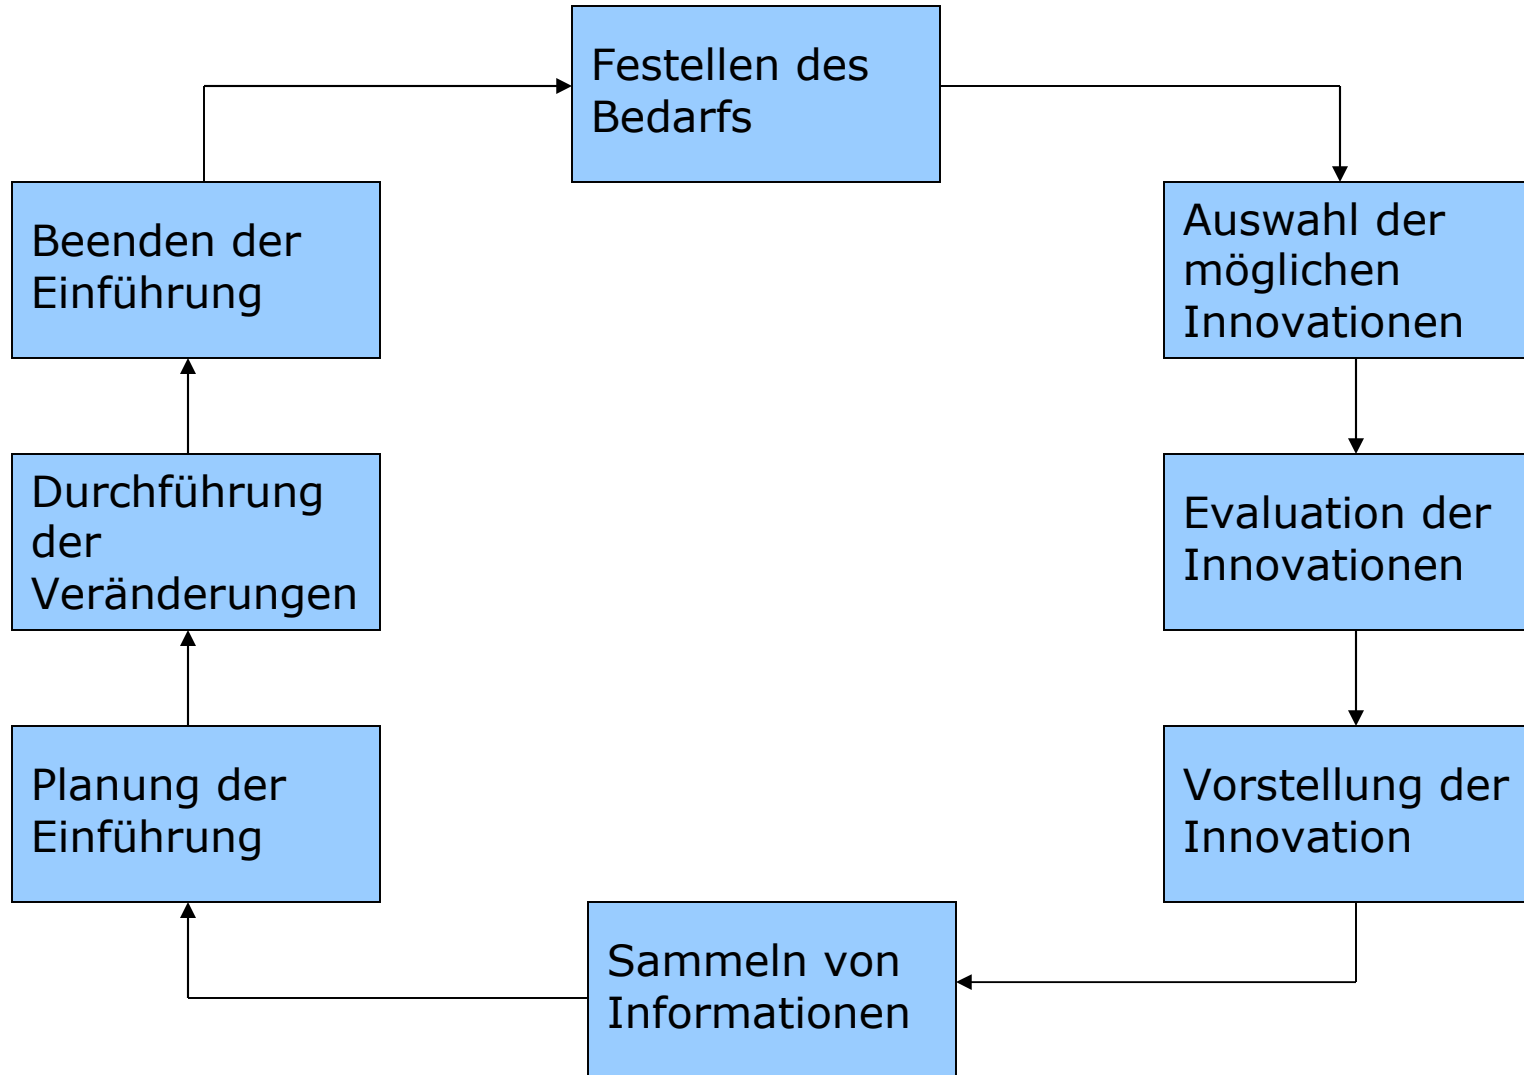 Festellen des
Bedarfs
Auswahl der
möglichen
Innovationen
Evaluation der
Innovationen
Vorstellung der
Innovation
Sammeln von
Informationen
Planung der
Einführung
Durchführung
der
Veränderungen
Beenden der
Einführung